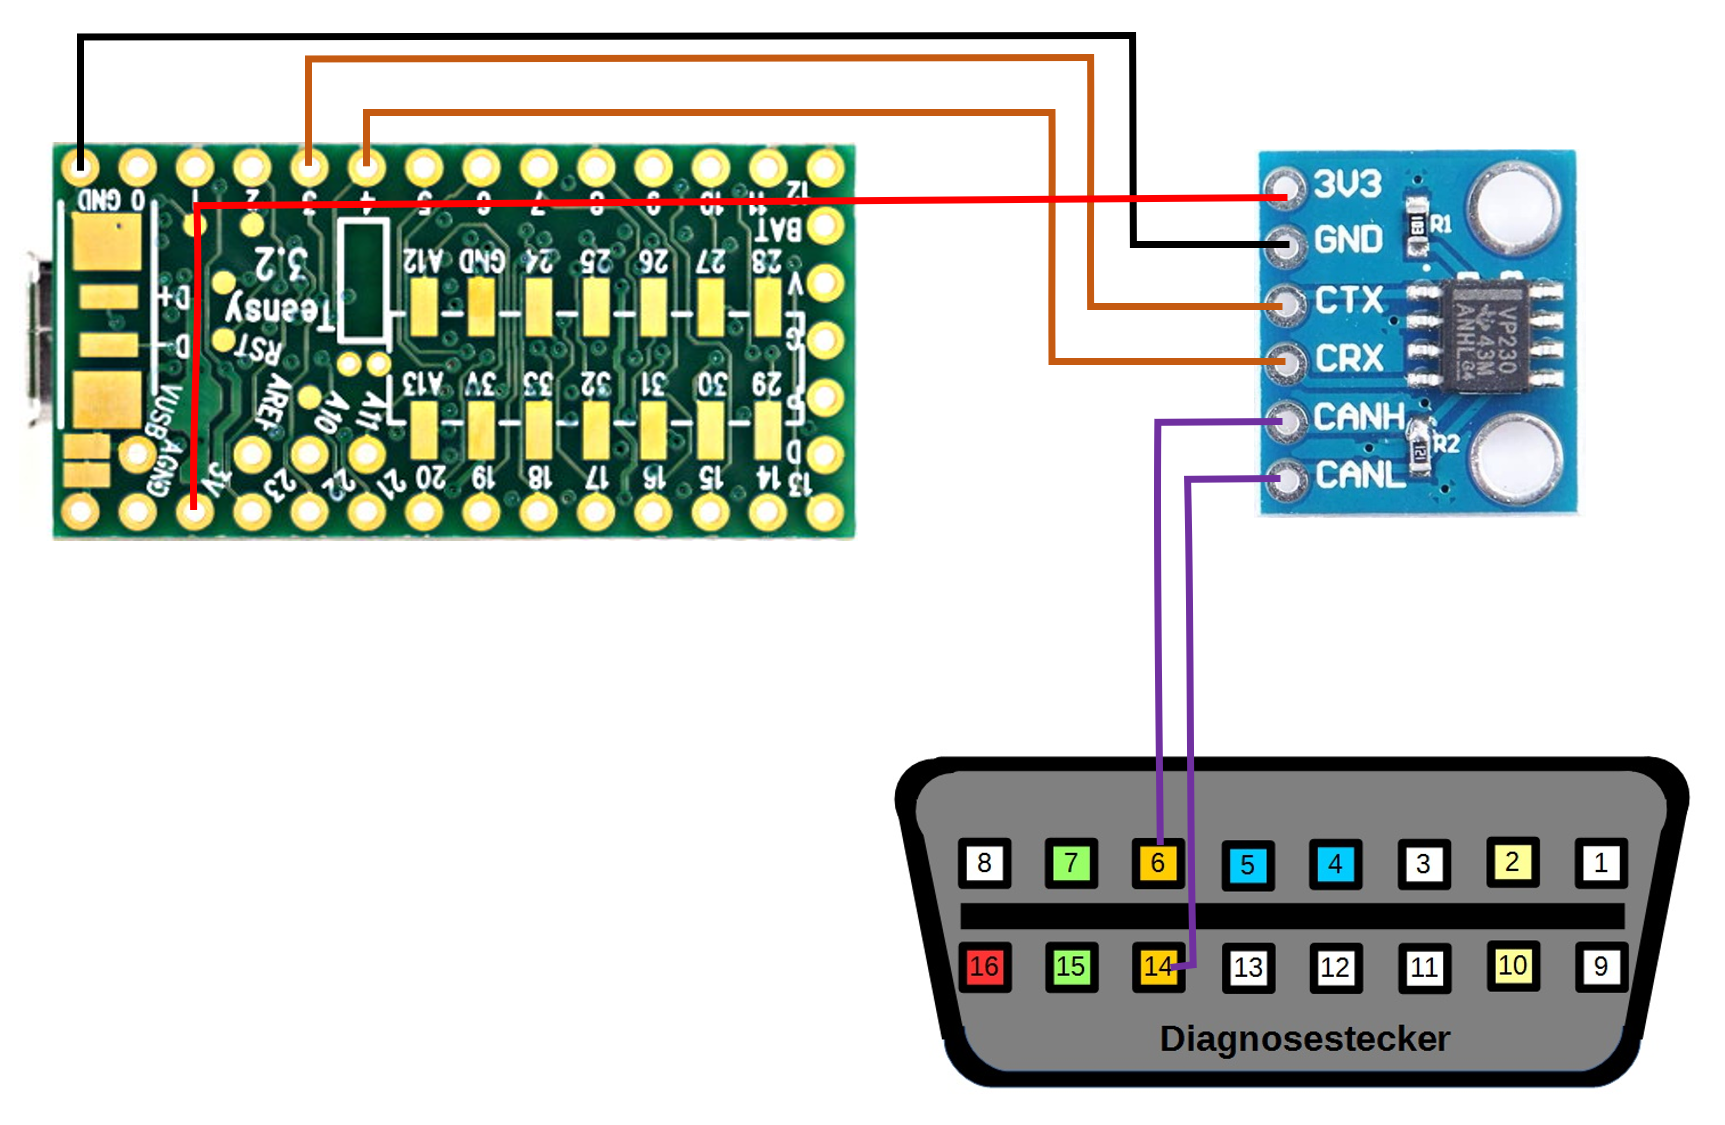 GND 0 1 2 3 4 5 6 7 8 9 10 11 12
BAT
3.2
Teensy
RST
D+
D-
A12 GND 24 25 26 27 28
V
G
P
D
A13 3V 33 32 31 30 29
VUSB AGND 3V 23 22 21 20 19 18 17 16 15 14 13
AREF A10 A11
3V3
GND
CTX
CRX
CANH
CANL
R1
103
VP230
43M
ANHL G4
R2
121
8 7 6 5 4 3 2 1
16 15 14 13 12 11 10 9
Diagnosestecker